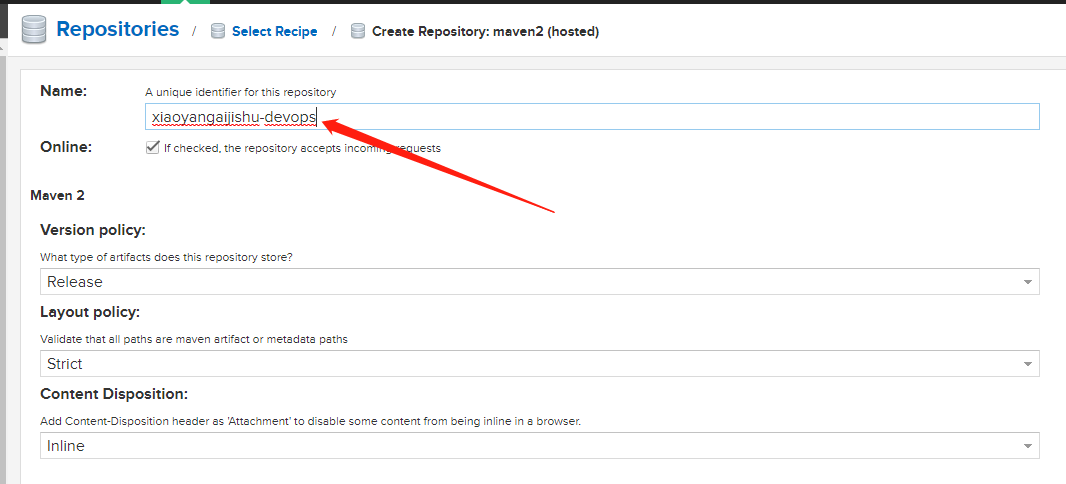 Repositories / Select Recipe / Create Repository: maven2 (hosted)
Name: A unique identifier for this repository
xiaoyangaijishu-devops
Online: If checked, the repository accepts incoming requests
Maven 2
Version policy:
What type of artifacts does this repository store?
Release
Layout policy:
Validate that all paths are maven artifact or metadata paths
Strict
Content Disposition:
Add Content-Disposition header as 'Attachment' to disable some content from being inline in a browser.
Inline